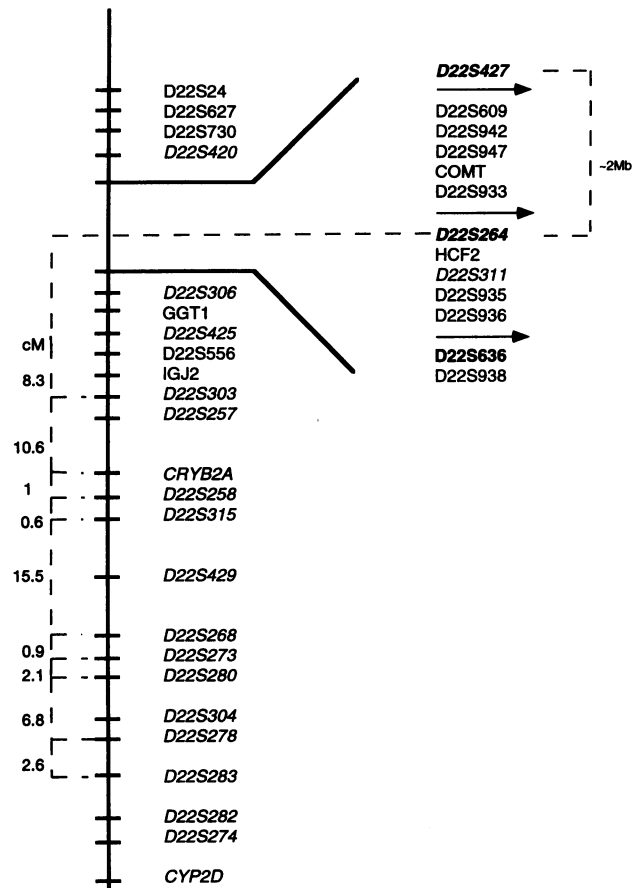 D22S24
D22S627
D22S730
D22S420
D22S306
GGT1
D22S425
D22S556
IGJ2
D22S303
D22S257
CRYB2A
D22S258
D22S315
D22S429
D22S268
D22S273
D22S280
D22S304
D22S278
D22S283
D22S282
D22S274
CYP2D
cM
8.3
10.6
1
0.6
15.5
0.9
2.1
6.8
2.6
D22S427
D22S609
D22S942
D22S947
COMT
D22S933
D22S264
HCF2
D22S311
D22S935
D22S936
D22S636
D22S938
~2Mb